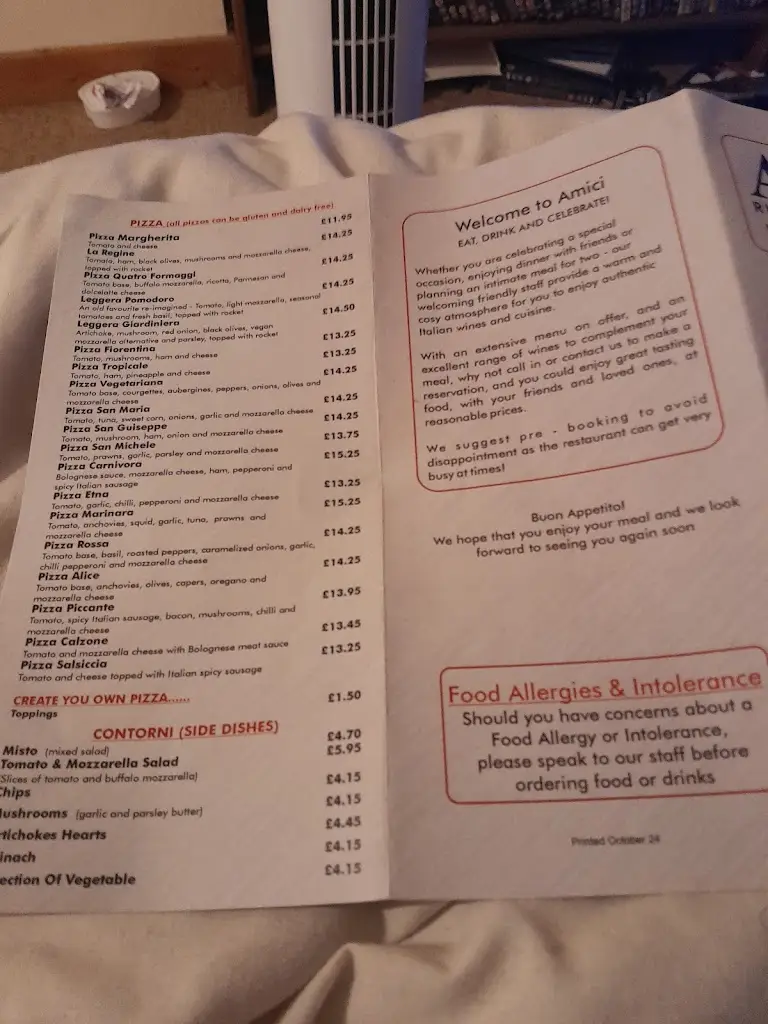 PIZZA (all pizzas can be gluten and dairy free)
Pizza Margherita £11.95
Tomato and cheese
La Regine £14.25
Tomato, ham, black olives, mushrooms and mozzarella cheese,
topped with rocket
Pizza Quatro Formaggi £14.25
Tomato base, buffalo mozzarella, ricotta, Parmesan and
dolcelatte cheese
Leggera Pomodoro £14.25
An old favourite re-imagined - Tomato, light mozzarella, seasonal
tomatoes and fresh basil, topped with rocket
Leggera Giardiniera £14.50
Artichoke, mushroom, red onion, black olives, vegan
mozzarella alternative and parsley, topped with rocket
Pizza Fiorentina £13.25
Tomato, mushrooms, ham and cheese
Pizza Tropicale £13.25
Tomato, ham, pineapple and cheese
Pizza Vegetariana £14.25
Tomato base, courgettes, aubergines, peppers, onions, olives and
mozzarella cheese
Pizza San Maria £14.25
Tomato, tuna, sweet corn, onions, garlic and mozzarella cheese
Pizza San Guiseppe £14.25
Tomato, mushroom, ham, onion and mozzarella cheese
Pizza San Michele £13.75
Tomato, prawns, garlic, parsley and mozzarella cheese
Pizza Carnivora £15.25
Bolognese sauce, mozzarella cheese, ham, pepperoni and
spicy Italian sausage
Pizza Etna £13.25
Tomato, garlic, chilli, pepperoni and mozzarella cheese
Pizza Marinara £15.25
Tomato, anchovies, squid, garlic, tuna, prawns and
mozzarella cheese
Pizza Rossa £14.25
Tomato base, basil, roasted peppers, caramelized onions, garlic,
chilli pepperoni and mozzarella cheese
Pizza Alice £14.25
Tomato base, anchovies, olives, capers, oregano and
mozzarella cheese
Pizza Piccante £13.95
Tomato, spicy Italian sausage, bacon, mushrooms, chilli and
mozzarella cheese
Pizza Calzone £13.45
Tomato and mozzarella cheese with Bolognese meat sauce
Pizza Salsiccia £13.25
Tomato and cheese topped with Italian spicy sausage
CREATE YOU OWN PIZZA......
Toppings £1.50
CONTORNI (SIDE DISHES)
Misto (mixed salad) £4.70
Tomato & Mozzarella Salad £5.95
(Slices of tomato and buffalo mozzarella)
Chips £4.15
Mushrooms (garlic and parsley butter) £4.15
rtichokes Hearts £4.45
inach £4.15
ection Of Vegetable £4.15
Welcome to Amici
EAT, DRINK AND CELEBRATE!
Whether you are celebrating a special
occasion, enjoying dinner with friends or
planning an intimate meal for two - our
welcoming friendly staff provide a warm and
cosy atmosphere for you to enjoy authentic
Italian wines and cuisine.
With an extensive menu on offer, and an
excellent range of wines to complement your
meal, why not call in or contact us to make a
reservation, and you could enjoy great tasting
food, with your friends and loved ones, at
reasonable prices.
We suggest pre - booking to avoid
disappointment as the restaurant can get very
busy at times!
Buon Appetito!
We hope that you enjoy your meal and we look
forward to seeing you again soon
Food Allergies & Intolerance
Should you have concerns about a
Food Allergy or Intolerance,
please speak to our staff before
ordering food or drinks
Printed October 24